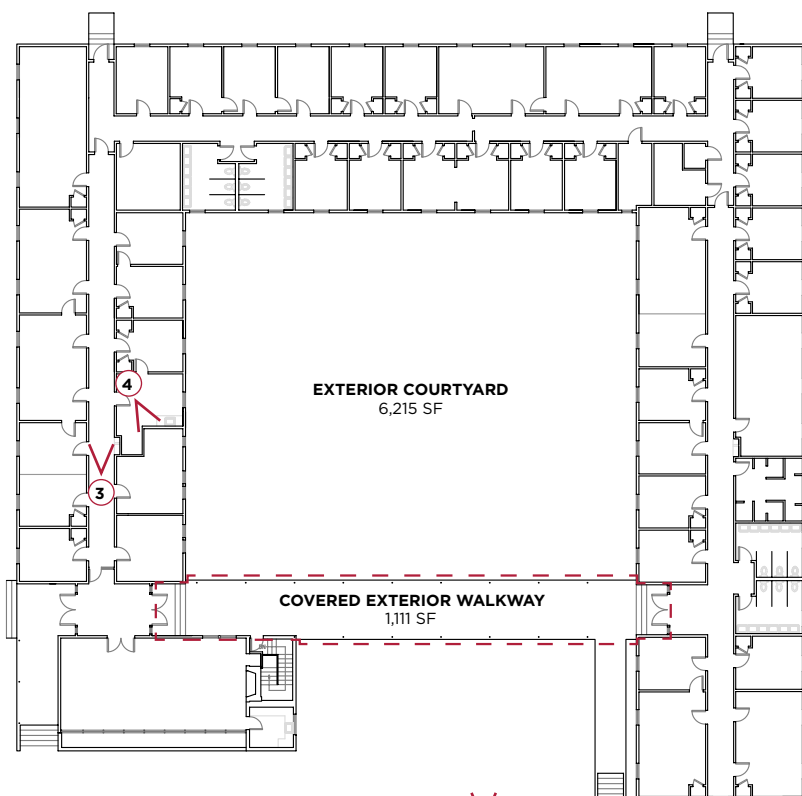 EXTERIOR COURTYARD
6,215 SF
4
3
COVERED EXTERIOR WALKWAY
1,111 SF